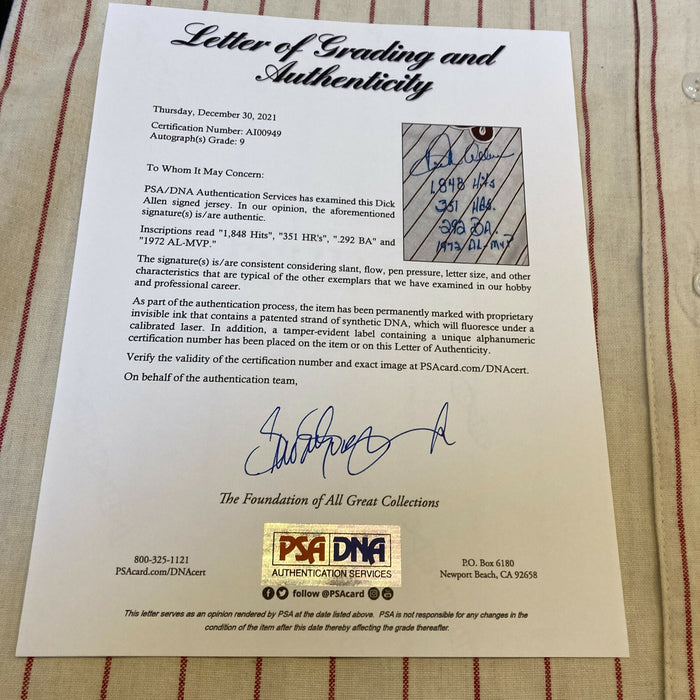 Letter of Grading and
Authenticity
Thursday, December 30, 2021
Certification Number: AI00949
Autograph(s) Grade: 9
To Whom It May Concern:
PSA/DNA Authentication Services has examined this Dick
Allen signed jersey. In our opinion, the aforementioned
signature(s) is/are authentic.
Inscriptions read "1,848 Hits", "351 HR's", ".292 BA" and
"1972 AL-MVP."
Dick Allen
1,848 Hits
351 HRs.
.292 BA.
1972 AL-MVP
The signature(s) is/are consistent considering slant, flow, pen pressure, letter size, and other
characteristics that are typical of the other exemplars that we have examined in our hobby
and professional career.
As part of the authentication process, the item has been permanently marked with proprietary
invisible ink that contains a patented strand of synthetic DNA, which will fluoresce under a
calibrated laser. In addition, a tamper-evident label containing a unique alphanumeric
certification number has been placed on the item or on this Letter of Authenticity.
Verify the validity of the certification number and exact image at PSAcard.com/DNAcert.
On behalf of the authentication team,
The Foundation of All Great Collections
800-325-1121
PSAcard.com/DNAcert
PSA DNA
AUTHENTICATION SERVICES
follow @PSAcard
P.O. Box 6180
Newport Beach, CA 92658
This letter serves as an opinion rendered by PSA at the date listed above. PSA is not responsible for any changes in the
condition of the item after this date thereby affecting the grade thereafter.